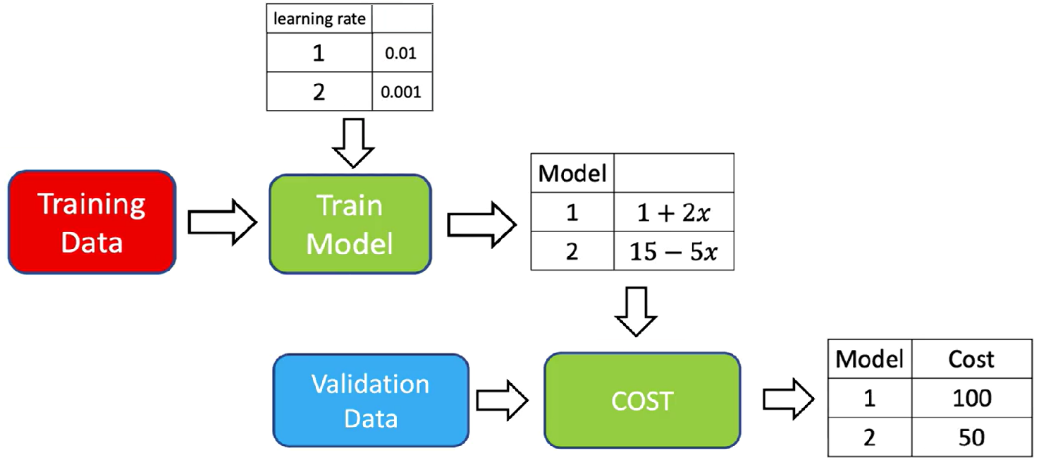 learning rate
1 0.01
2 0.001
Training
Data
Train
Model
Model
1 1 + 2x
2 15 − 5x
Validation
Data
COST
Model Cost
1 100
2 50